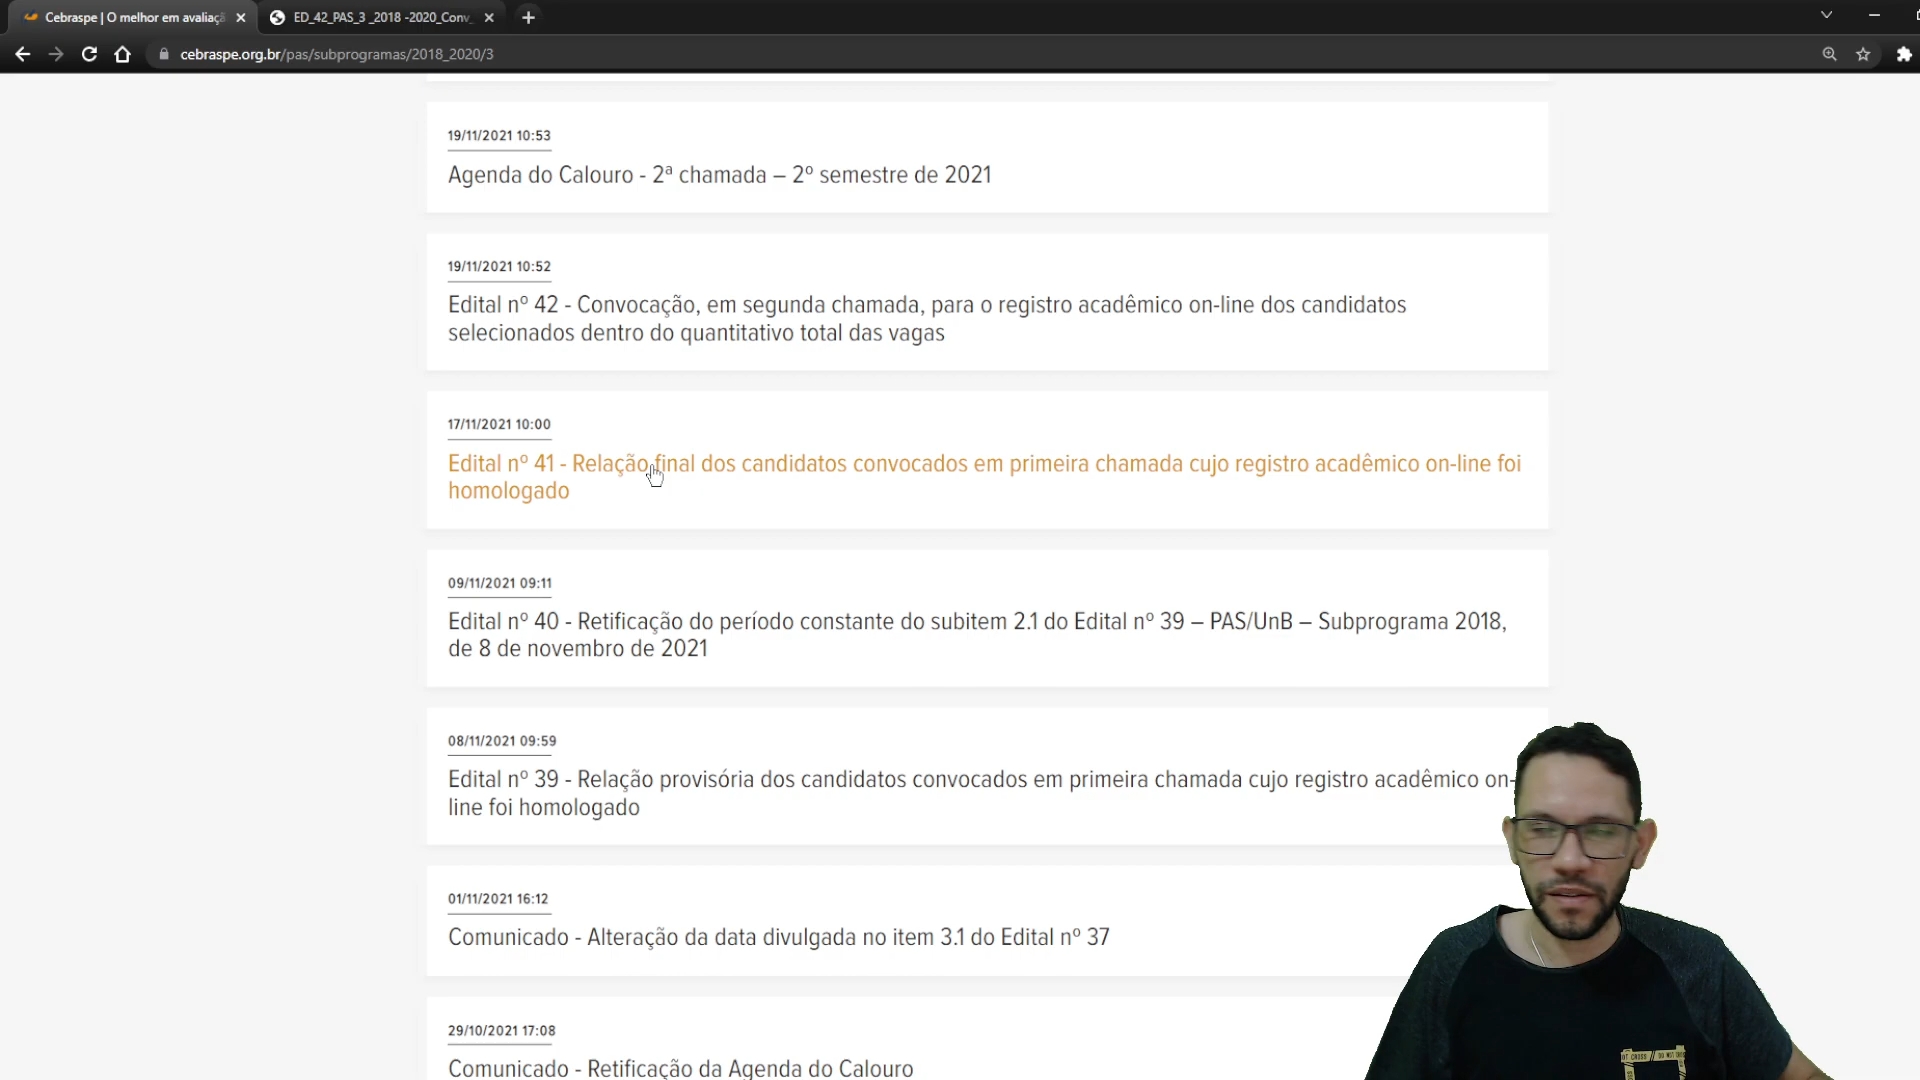 Cebraspe | O melhor em avaliaçã
ED_42_PAS_3 _2018 -2020_Conv_
cebraspe.org.br/pas/subprogramas/2018_2020/3
19/11/2021 10:53
Agenda do Calouro - 2ª chamada – 2º semestre de 2021
19/11/2021 10:52
Edital nº 42 - Convocação, em segunda chamada, para o registro acadêmico on-line dos candidatos
selecionados dentro do quantitativo total das vagas
17/11/2021 10:00
Edital nº 41 - Relação final dos candidatos convocados em primeira chamada cujo registro acadêmico on-line foi
homologado
09/11/2021 09:11
Edital nº 40 - Retificação do período constante do subitem 2.1 do Edital nº 39 – PAS/UnB – Subprograma 2018,
de 8 de novembro de 2021
08/11/2021 09:59
Edital nº 39 - Relação provisória dos candidatos convocados em primeira chamada cujo registro acadêmico on-
line foi homologado
01/11/2021 16:12
Comunicado - Alteração da data divulgada no item 3.1 do Edital nº 37
29/10/2021 17:08
Comunicado - Retificação da Agenda do Calouro